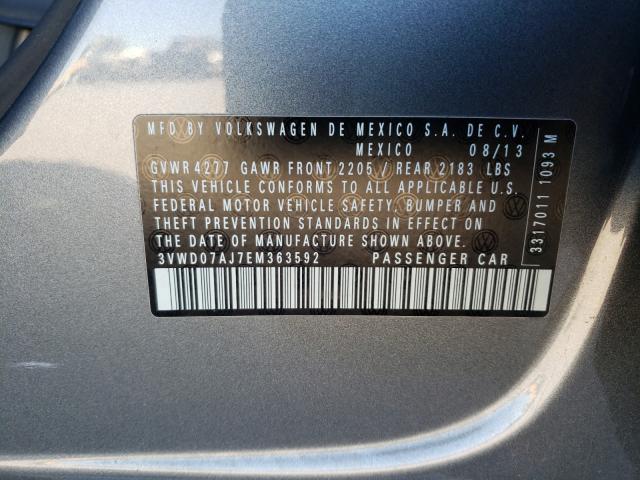 MFD BY VOLKSWAGEN DE MEXICO S.A. DE C.V.
MEXICO 08/13
GVWR 4277 GAWR FRONT 2205 / REAR 2183 LBS
THIS VEHICLE CONFORMS TO ALL APPLICABLE U.S.
FEDERAL MOTOR VEHICLE SAFETY, BUMPER AND
THEFT PREVENTION STANDARDS IN EFFECT ON
THE DATE OF MANUFACTURE SHOWN ABOVE.
3VWD07AJ7EM363592 PASSENGER CAR
3317011 1093 M